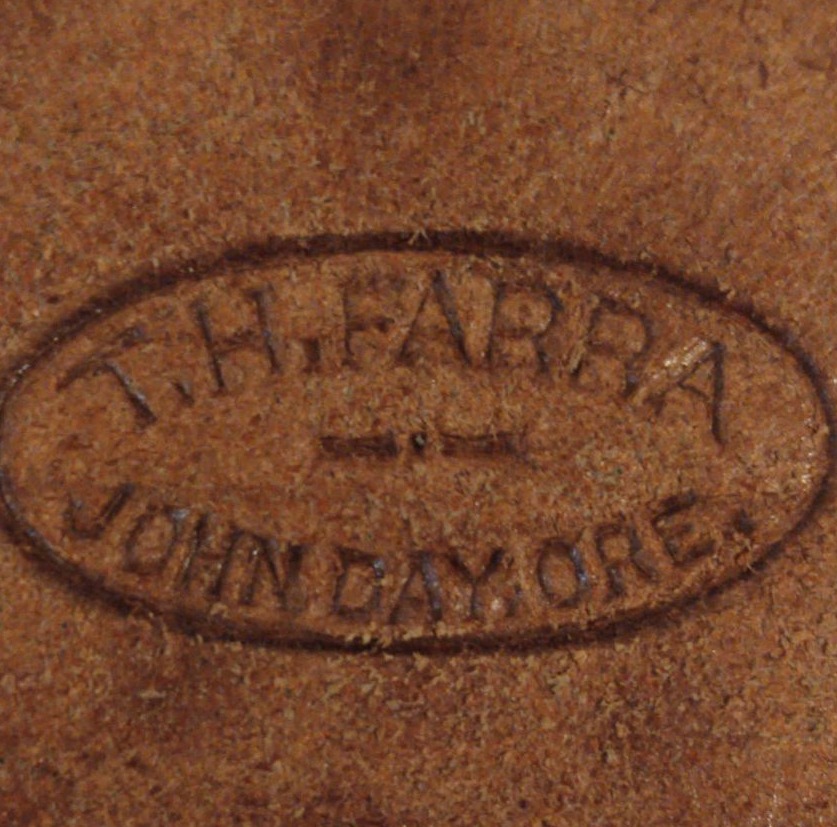 T.H. FARRA
JOHN DAY, ORE.